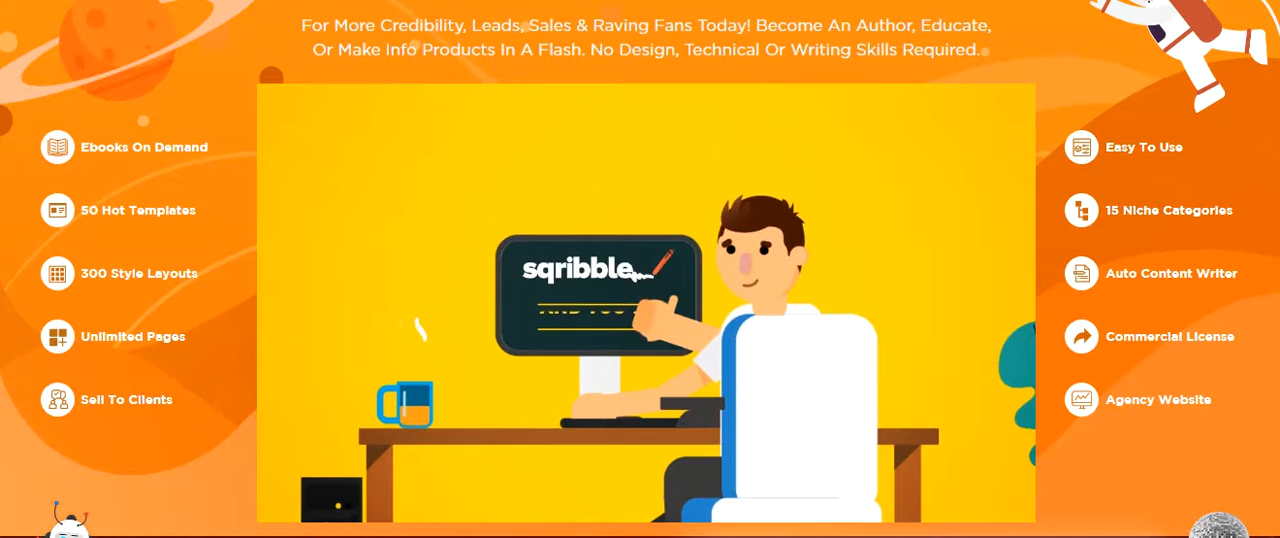 For More Credibility, Leads, Sales & Raving Fans Today! Become An Author, Educate,
Or Make Info Products In A Flash. No Design, Technical Or Writing Skills Required.
Ebooks On Demand
50 Hot Templates
300 Style Layouts
Unlimited Pages
Sell To Clients
sqribble
Easy To Use
15 Niche Categories
Auto Content Writer
Commercial License
Agency Website